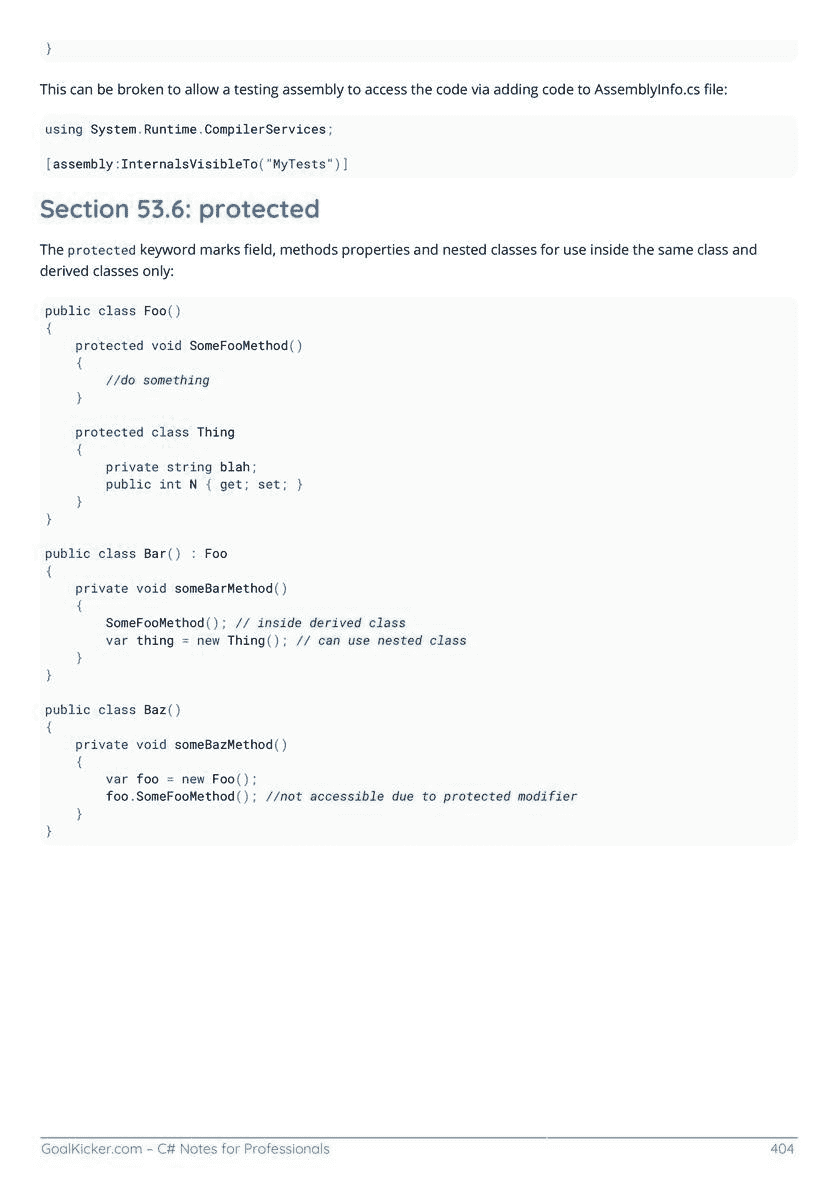 }
This can be broken to allow a testing assembly to access the code via adding code to AssemblyInfo.cs file:
using System.Runtime.CompilerServices;
[assembly:InternalsVisibleTo("MyTests")]
Section 53.6: protected
The protected keyword marks field, methods properties and nested classes for use inside the same class and
derived classes only:
public class Foo()
{
    protected void SomeFooMethod()
    {
        //do something
    }
    protected class Thing
    {
        private string blah;
        public int N { get; set; }
    }
}
public class Bar() : Foo
{
    private void someBarMethod()
    {
        SomeFooMethod(); // inside derived class
        var thing = new Thing(); // can use nested class
    }
}
public class Baz()
{
    private void someBazMethod()
    {
        var foo = new Foo();
        foo.SomeFooMethod(); //not accessible due to protected modifier
    }
}
GoalKicker.com – C# Notes for Professionals 404